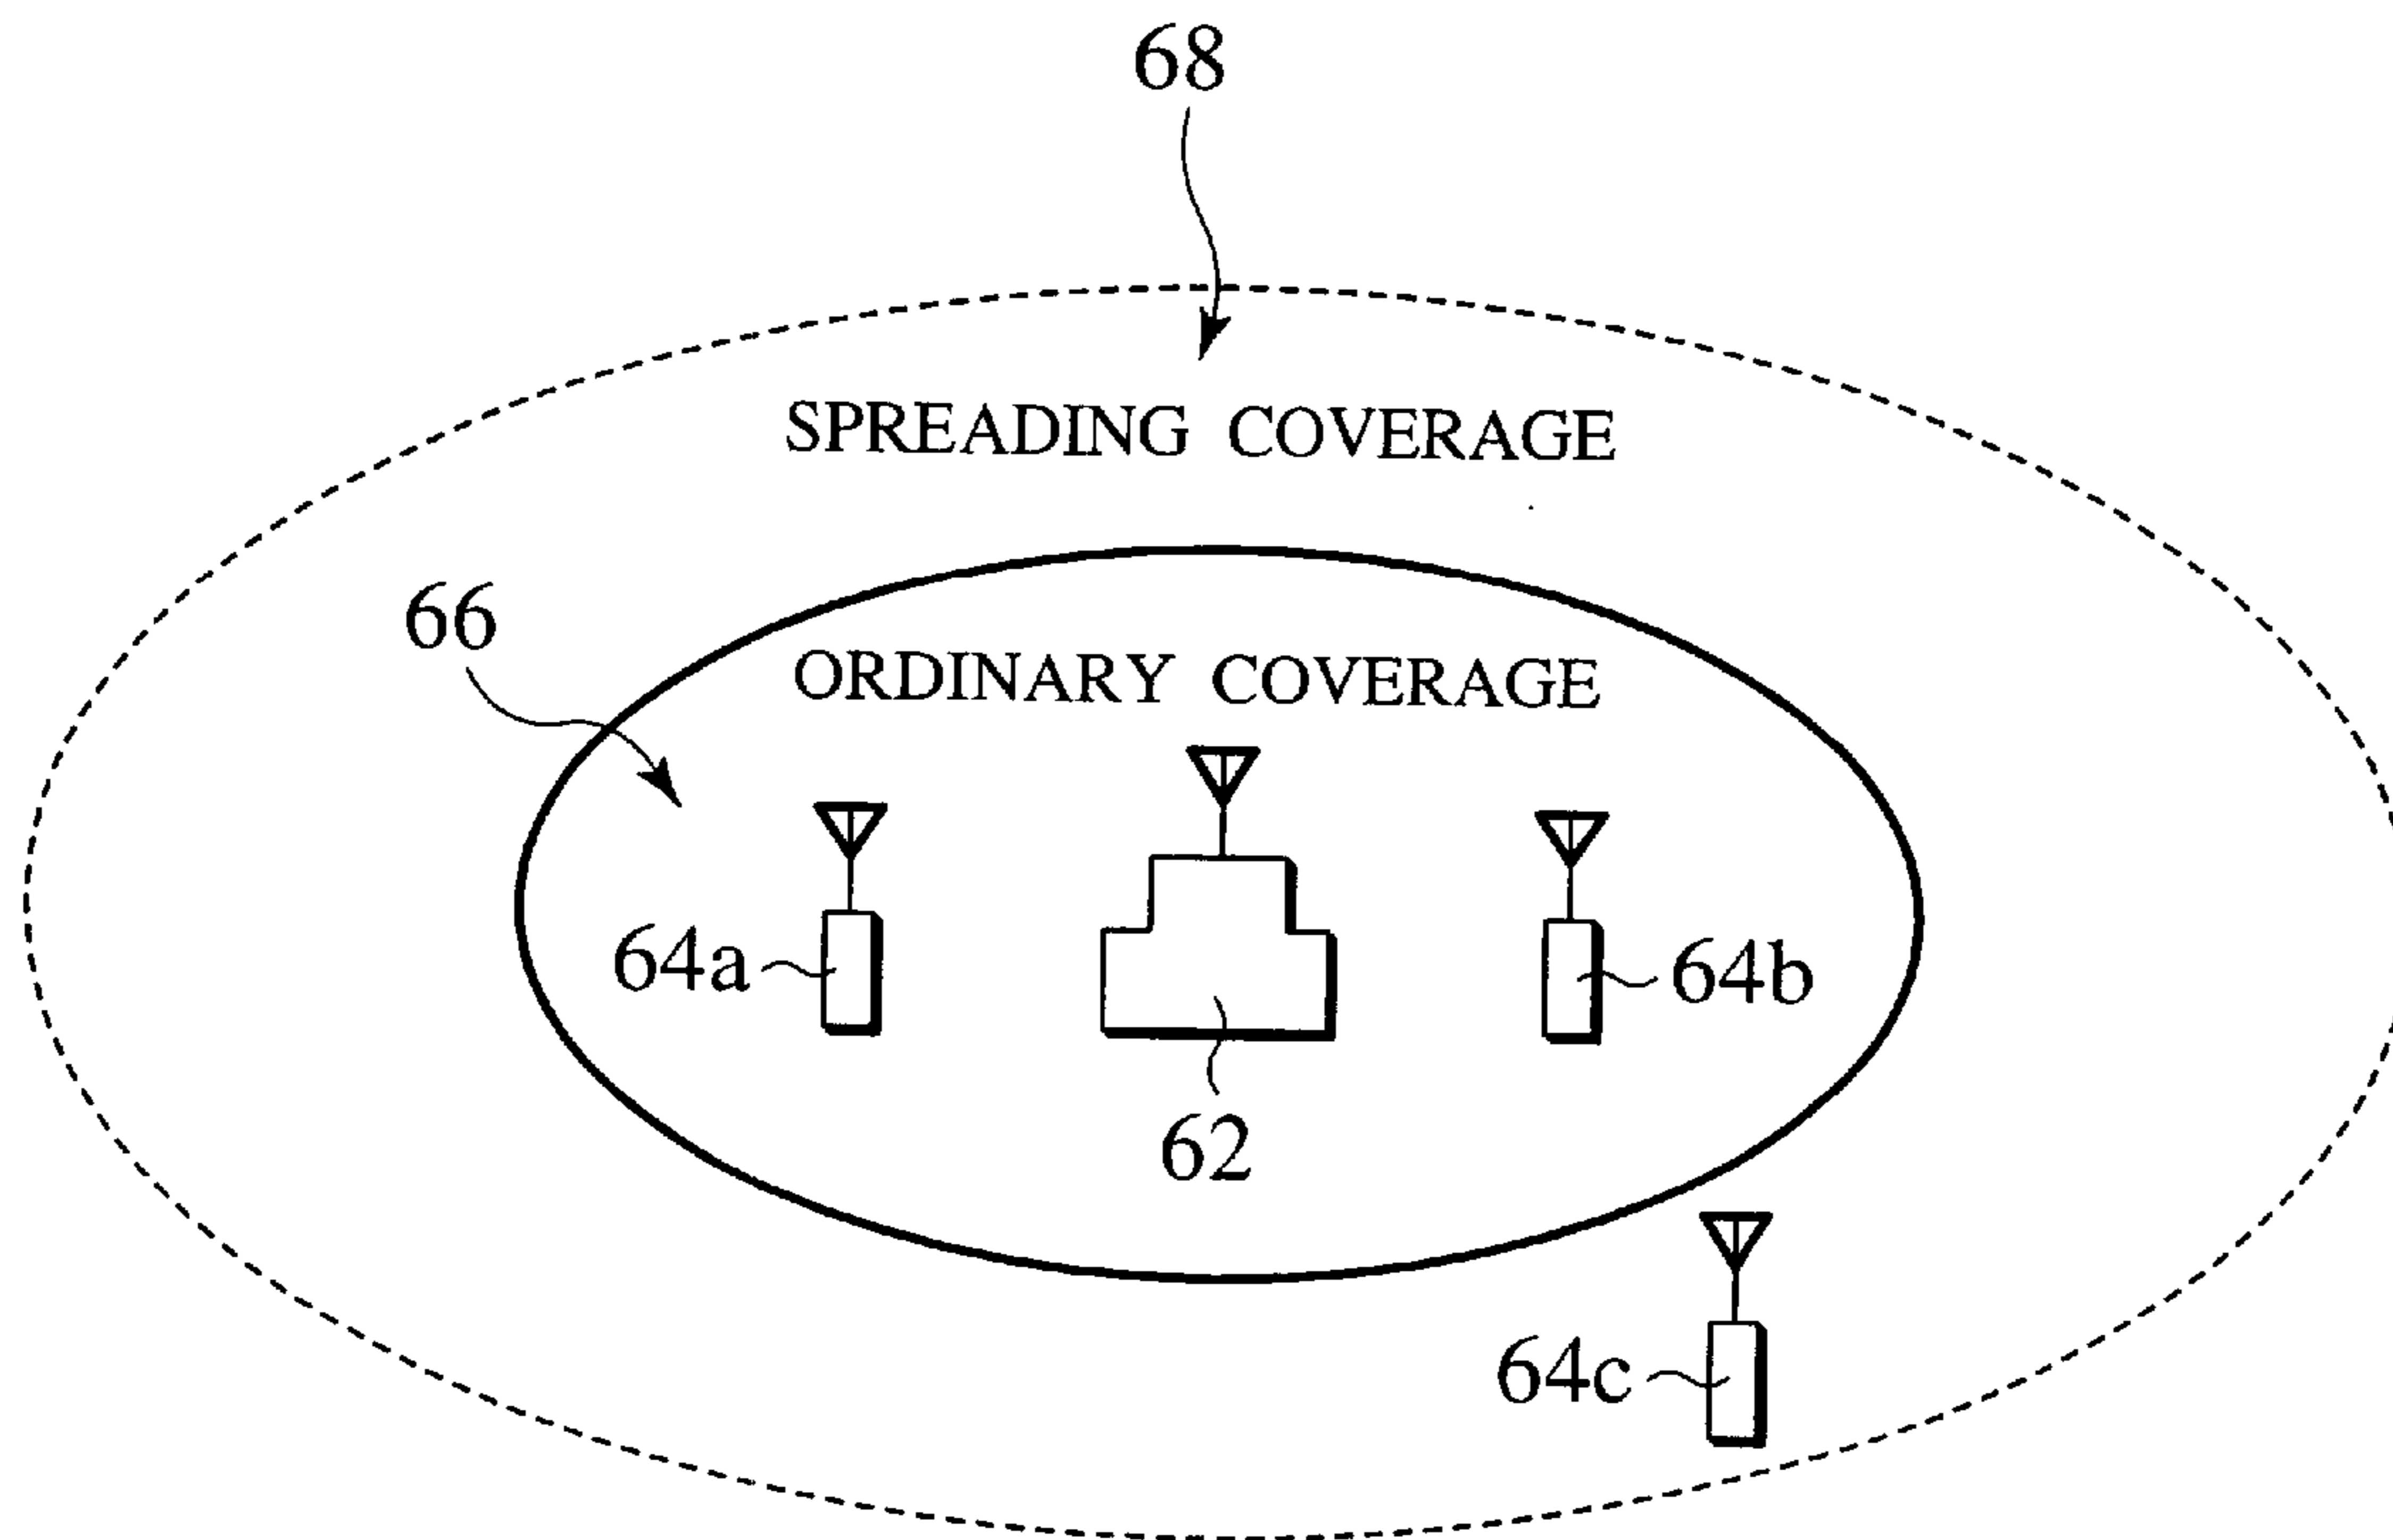 68
SPREADING COVERAGE
66
ORDINARY COVERAGE
64a
64b
62
64c